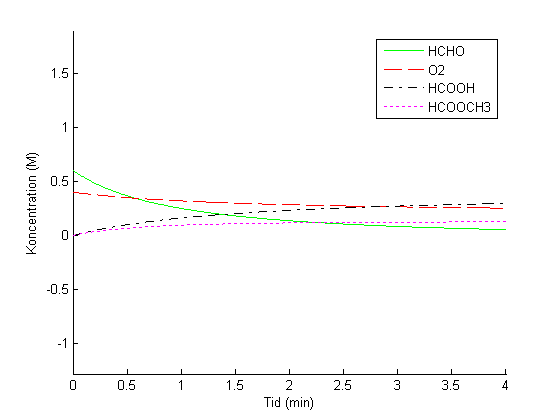 HCHO
O2
HCOOH
HCOOCH3
Koncentration (M)
1.5
1
0.5
0
-0.5
-1
0 0.5 1 1.5 2 2.5 3 3.5 4
Tid (min)